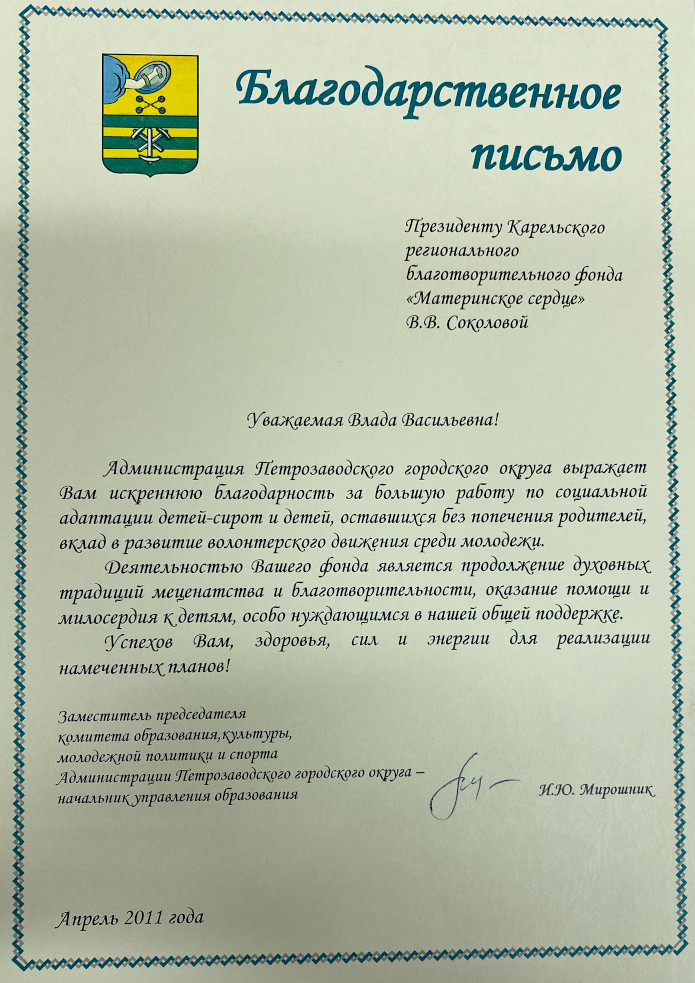 Благодарственное
письмо
Президенту Карельского
регионального
благотворительного фонда
«Материнское сердце»
В.В. Соколовой
Уважаемая Влада Васильевна!
Администрация Петрозаводского городского округа выражает
Вам искреннюю благодарность за большую работу по социальной
адаптации детей-сирот и детей, оставшихся без попечения родителей,
вклад в развитие волонтерского движения среди молодежи.
Деятельностью Вашего фонда является продолжение духовных
традиций меценатства и благотворительности, оказание помощи и
милосердия к детям, особо нуждающимся в нашей общей поддержке.
Успехов Вам, здоровья, сил и энергии для реализации
намеченных планов!
Заместитель председателя
комитета образования,культуры,
молодежной политики и спорта
Администрации Петрозаводского городского округа –
начальник управления образования
И.Ю. Мирошник
Апрель 2011 года